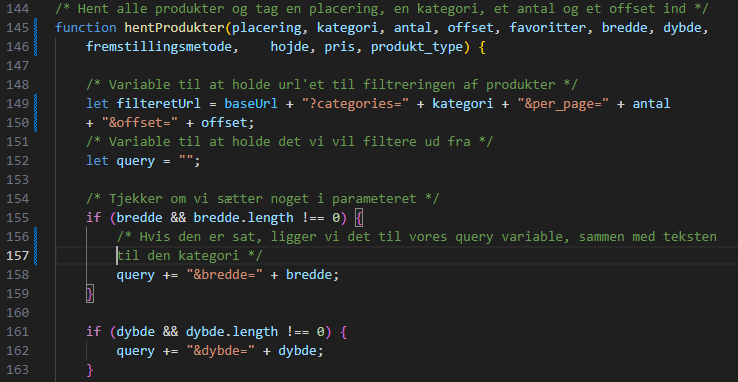 144 /* Hent alle produkter og tag en placering, en kategori, et antal og et offset ind */
145 function hentProdukter(placering, kategori, antal, offset, favoritter, bredde, dybde,
146     fremstillingsmetode,    hojde, pris, produkt_type) {
147
148     /* Variable til at holde url'et til filtreringen af produkter */
149     let filteretUrl = baseUrl + "?categories=" + kategori + "&per_page=" + antal
150     + "&offset=" + offset;
151     /* Variable til at holde det vi vil filtere ud fra */
152     let query = "";
153
154     /* Tjekker om vi sætter noget i parameteret */
155     if (bredde && bredde.length !== 0) {
156         /* Hvis den er sat, ligger vi det til vores query variable, sammen med teksten
157         til den kategori */
158         query += "&bredde=" + bredde;
159     }
160
161     if (dybde && dybde.length !== 0) {
162         query += "&dybde=" + dybde;
163     }